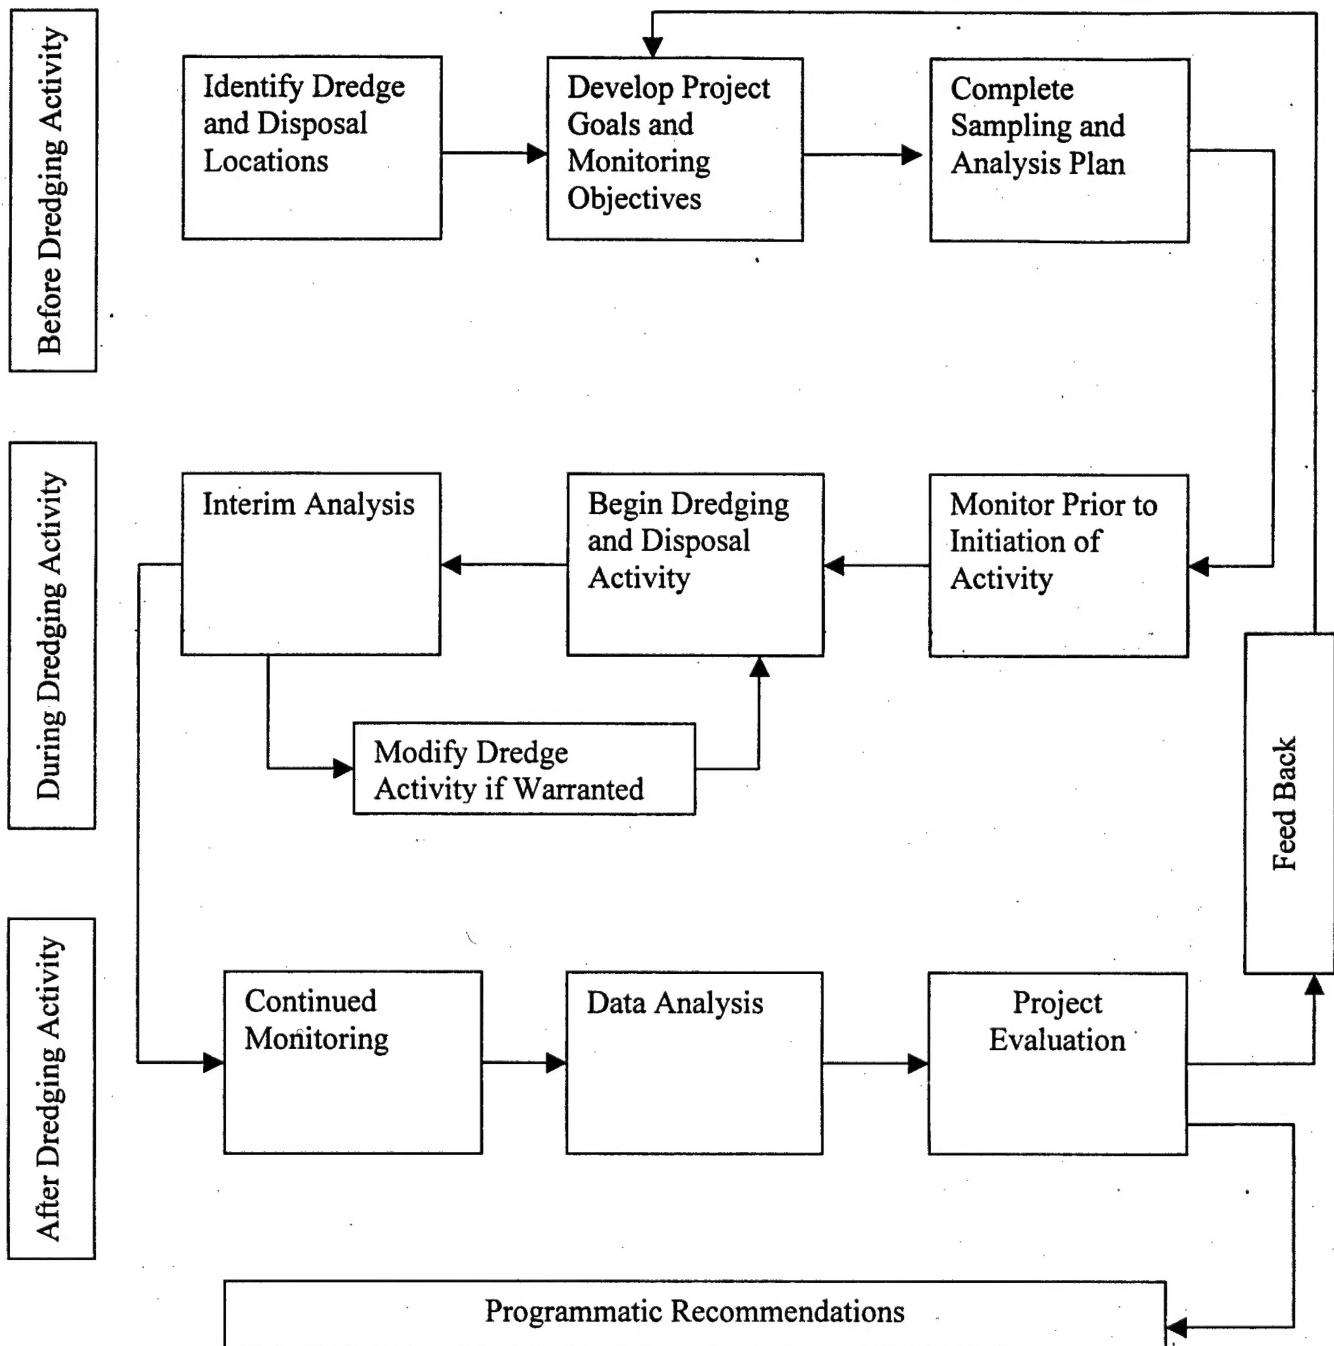 Before Dredging Activity
Identify Dredge
and Disposal
Locations
Develop Project
Goals and
Monitoring
Objectives
Complete
Sampling and
Analysis Plan
During Dredging Activity
Interim Analysis
Begin Dredging
and Disposal
Activity
Monitor Prior to
Initiation of
Activity
Modify Dredge
Activity if Warranted
Feed Back
After Dredging Activity
Continued
Monitoring
Data Analysis
Project
Evaluation
Programmatic Recommendations